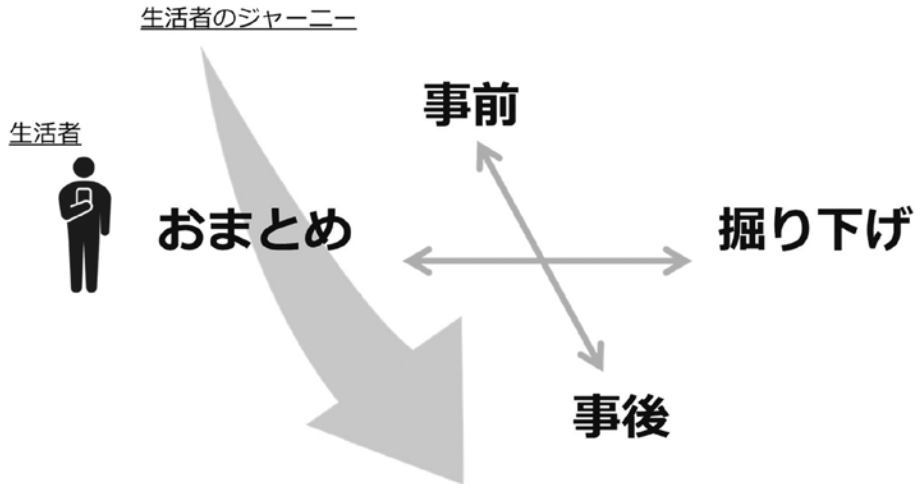 生活者のジャーニー
事前
生活者
おまとめ
掘り下げ
事後